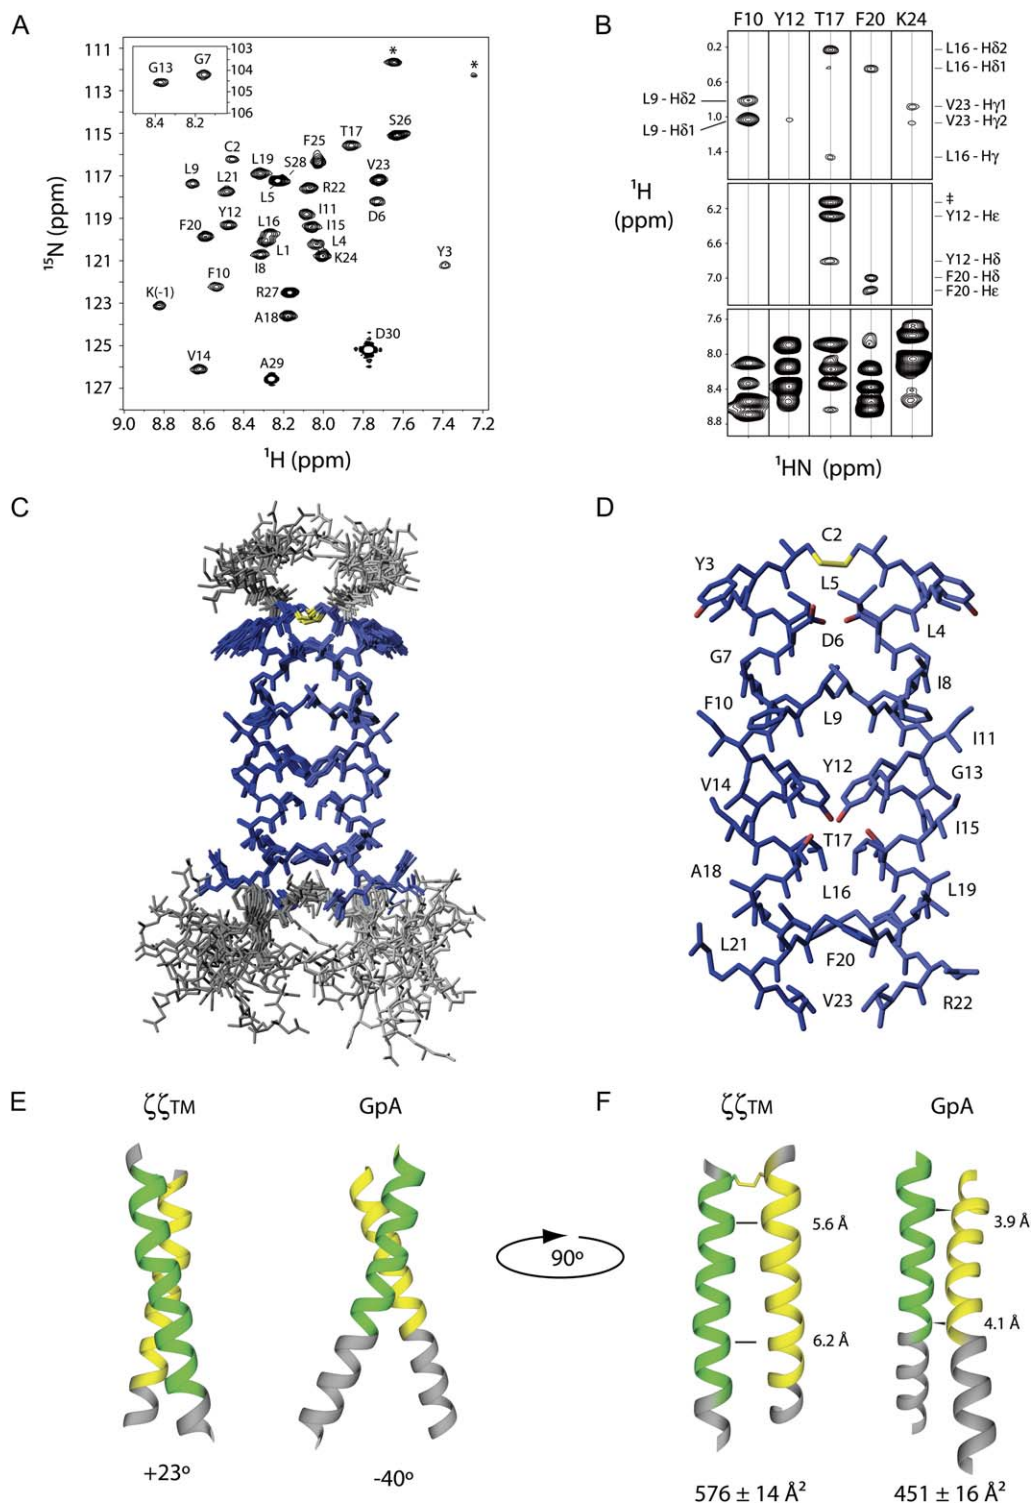 A
111
113
115
117
119
121
123
125
127
¹⁵N (ppm)
103
104
105
106
8.4 8.2
G13
G7
*
*
S26
T17
F25
C2
L19
S28
V23
L9
L21
L5
R22
D6
I11
Y12
L16
I15
F20
L1
L4
I8
K24
Y3
F10
K(-1)
R27
A18
D30
V14
A29
9.0 8.8 8.6 8.4 8.2 8.0 7.8 7.6 7.4 7.2
¹H (ppm)
B
F10 Y12 T17 F20 K24
0.2
0.6
1.0
1.4
L9 - Hδ2
L9 - Hδ1
L16 - Hδ2
L16 - Hδ1
V23 - Hγ1
V23 - Hγ2
L16 - Hγ
¹H
(ppm)
6.2
6.6
7.0
‡
Y12 - Hε
Y12 - Hδ
F20 - Hδ
F20 - Hε
7.6
8.0
8.4
8.8
¹HN (ppm)
C
D
C2
Y3
L5
L4
D6
G7
I8
F10
L9
I11
Y12
G13
V14
I15
T17
A18
L16
L19
L21
F20
V23
R22
E
ζζTM
GpA
+23º
-40º
90º
F
ζζTM
GpA
5.6 Å
3.9 Å
6.2 Å
4.1 Å
576 ± 14 Å²
451 ± 16 Å²